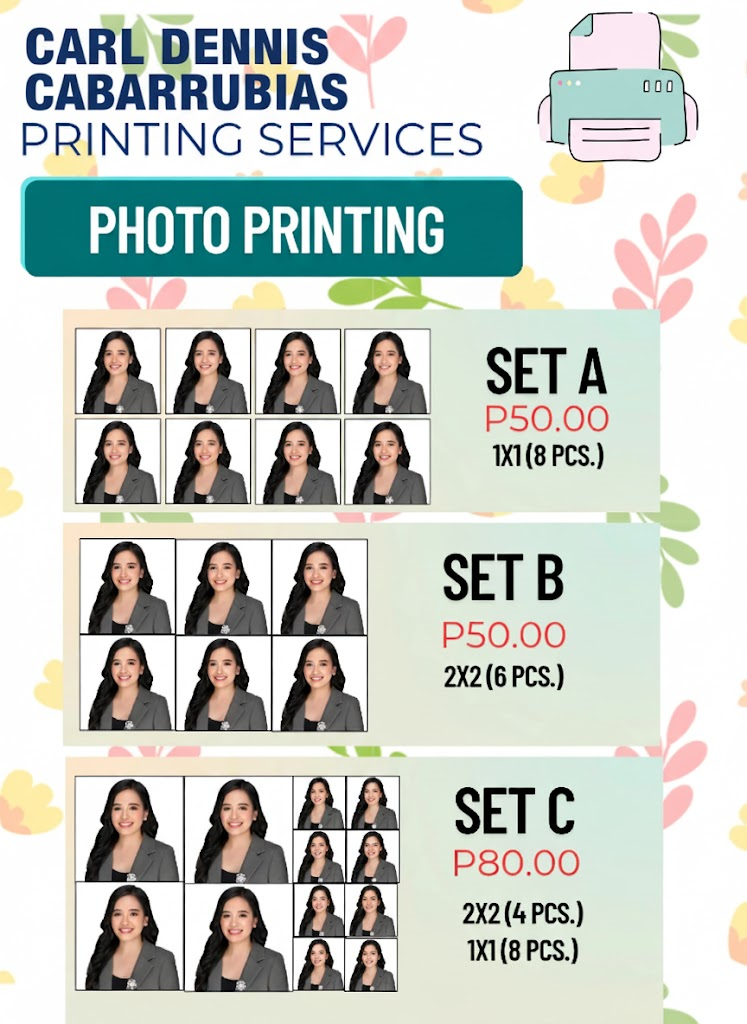 CARL DENNIS
CABARRUBIAS
PRINTING SERVICES
PHOTO PRINTING
SET A
P50.00
1X1 (8 PCS.)
SET B
P50.00
2X2 (6 PCS.)
SET C
P80.00
2X2 (4 PCS.)
1X1 (8 PCS.)